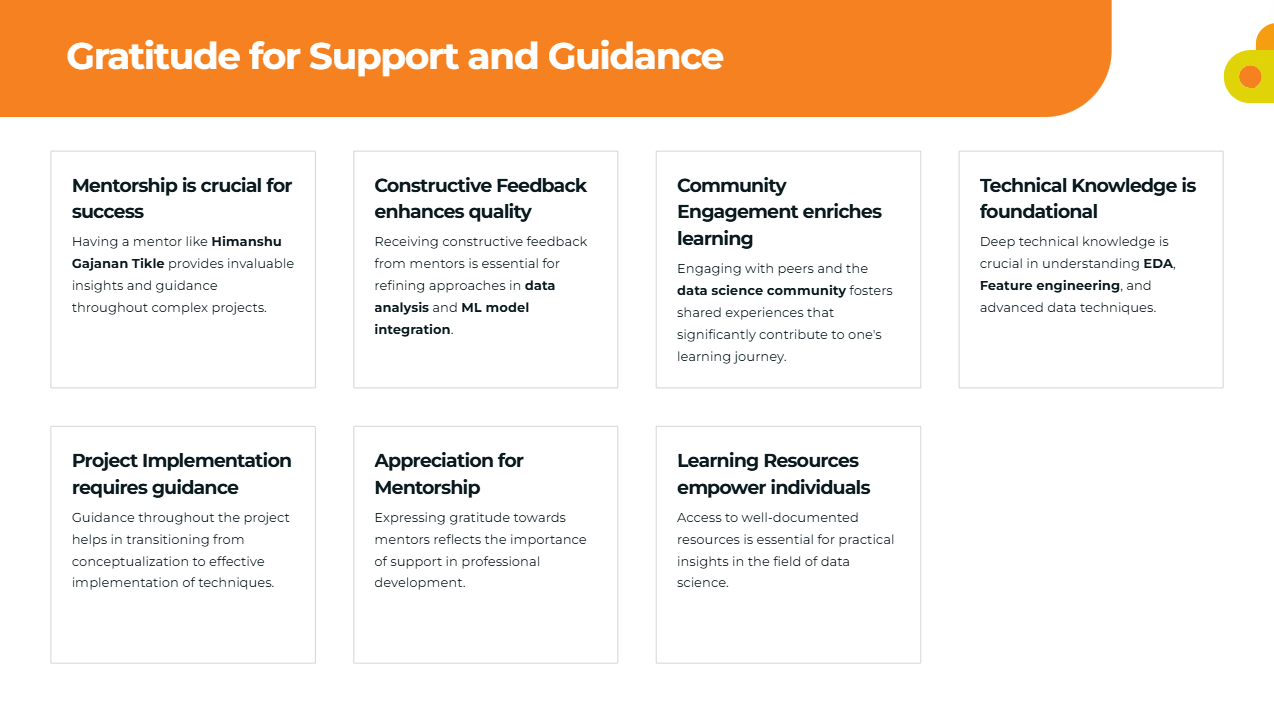 Gratitude for Support and Guidance
Mentorship is crucial for
success
Having a mentor like Himanshu
Gajanan Tikle provides invaluable
insights and guidance
throughout complex projects.
Constructive Feedback
enhances quality
Receiving constructive feedback
from mentors is essential for
refining approaches in data
analysis and ML model
integration.
Community
Engagement enriches
learning
Engaging with peers and the
data science community fosters
shared experiences that
significantly contribute to one's
learning journey.
Technical Knowledge is
foundational
Deep technical knowledge is
crucial in understanding EDA,
Feature engineering, and
advanced data techniques.
Project Implementation
requires guidance
Guidance throughout the project
helps in transitioning from
conceptualization to effective
implementation of techniques.
Appreciation for
Mentorship
Expressing gratitude towards
mentors reflects the importance
of support in professional
development.
Learning Resources
empower individuals
Access to well-documented
resources is essential for practical
insights in the field of data
science.